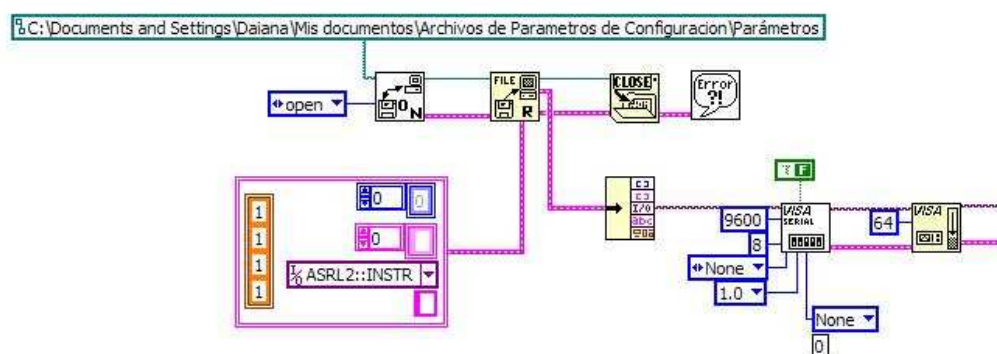 C:\Documents and Settings\Daiana\Mis documentos\Archivos de Parametros de Configuracion\Parámetros
open
O
N
FILE
R
CLOSE
Error
?!
0
0
1
1
1
1
0
ASRL2::INSTR
I/O
abc
F
9600
VISA
SERIAL
64
VISA
8
None
1.0
None
0